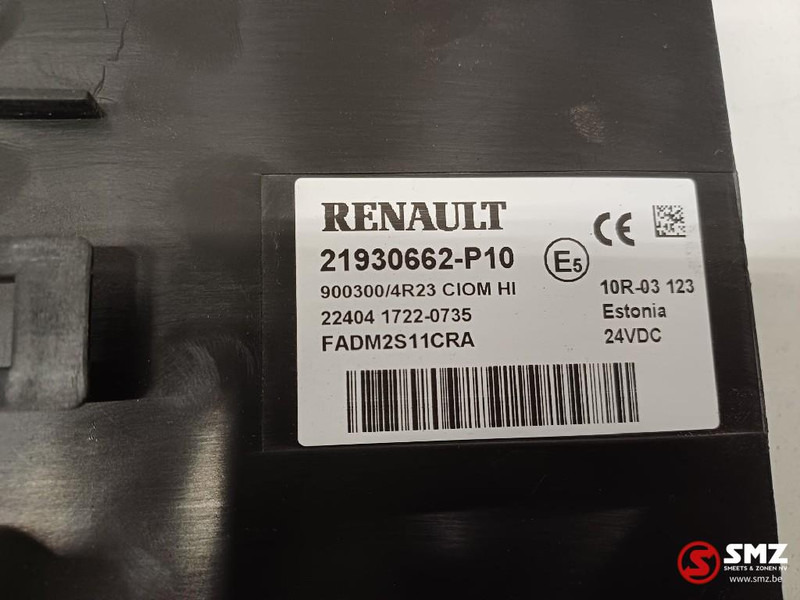 RENAULT
21930662-P10
900300/4R23 CIOM HI
22404 1722-0735
FADM2S11CRA
CE
E5
10R-03 123
Estonia
24VDC
SMZ
SMEETS & ZONEN NV
www.smz.be